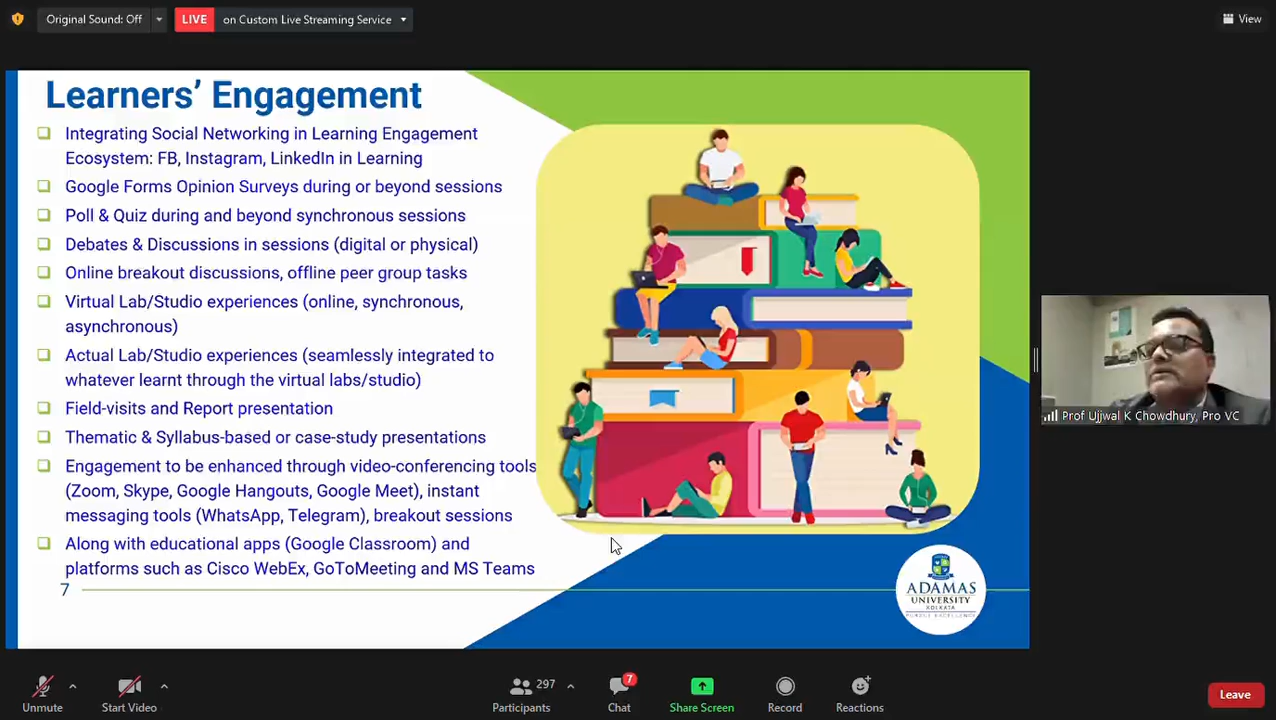 Original Sound: Off
LIVE
on Custom Live Streaming Service
View
Learners’ Engagement
Integrating Social Networking in Learning Engagement
Ecosystem: FB, Instagram, LinkedIn in Learning
Google Forms Opinion Surveys during or beyond sessions
Poll & Quiz during and beyond synchronous sessions
Debates & Discussions in sessions (digital or physical)
Online breakout discussions, offline peer group tasks
Virtual Lab/Studio experiences (online, synchronous,
asynchronous)
Actual Lab/Studio experiences (seamlessly integrated to
whatever learnt through the virtual labs/studio)
Field-visits and Report presentation
Thematic & Syllabus-based or case-study presentations
Engagement to be enhanced through video-conferencing tools
(Zoom, Skype, Google Hangouts, Google Meet), instant
messaging tools (WhatsApp, Telegram), breakout sessions
Along with educational apps (Google Classroom) and
platforms such as Cisco WebEx, GoToMeeting and MS Teams
7
ADAMAS
UNIVERSITY
KOLKATA
PURSUE EXCELLENCE
Prof Ujjwal K Chowdhury, Pro VC
Unmute
Start Video
297
Participants
7
Chat
Share Screen
Record
Reactions
Leave